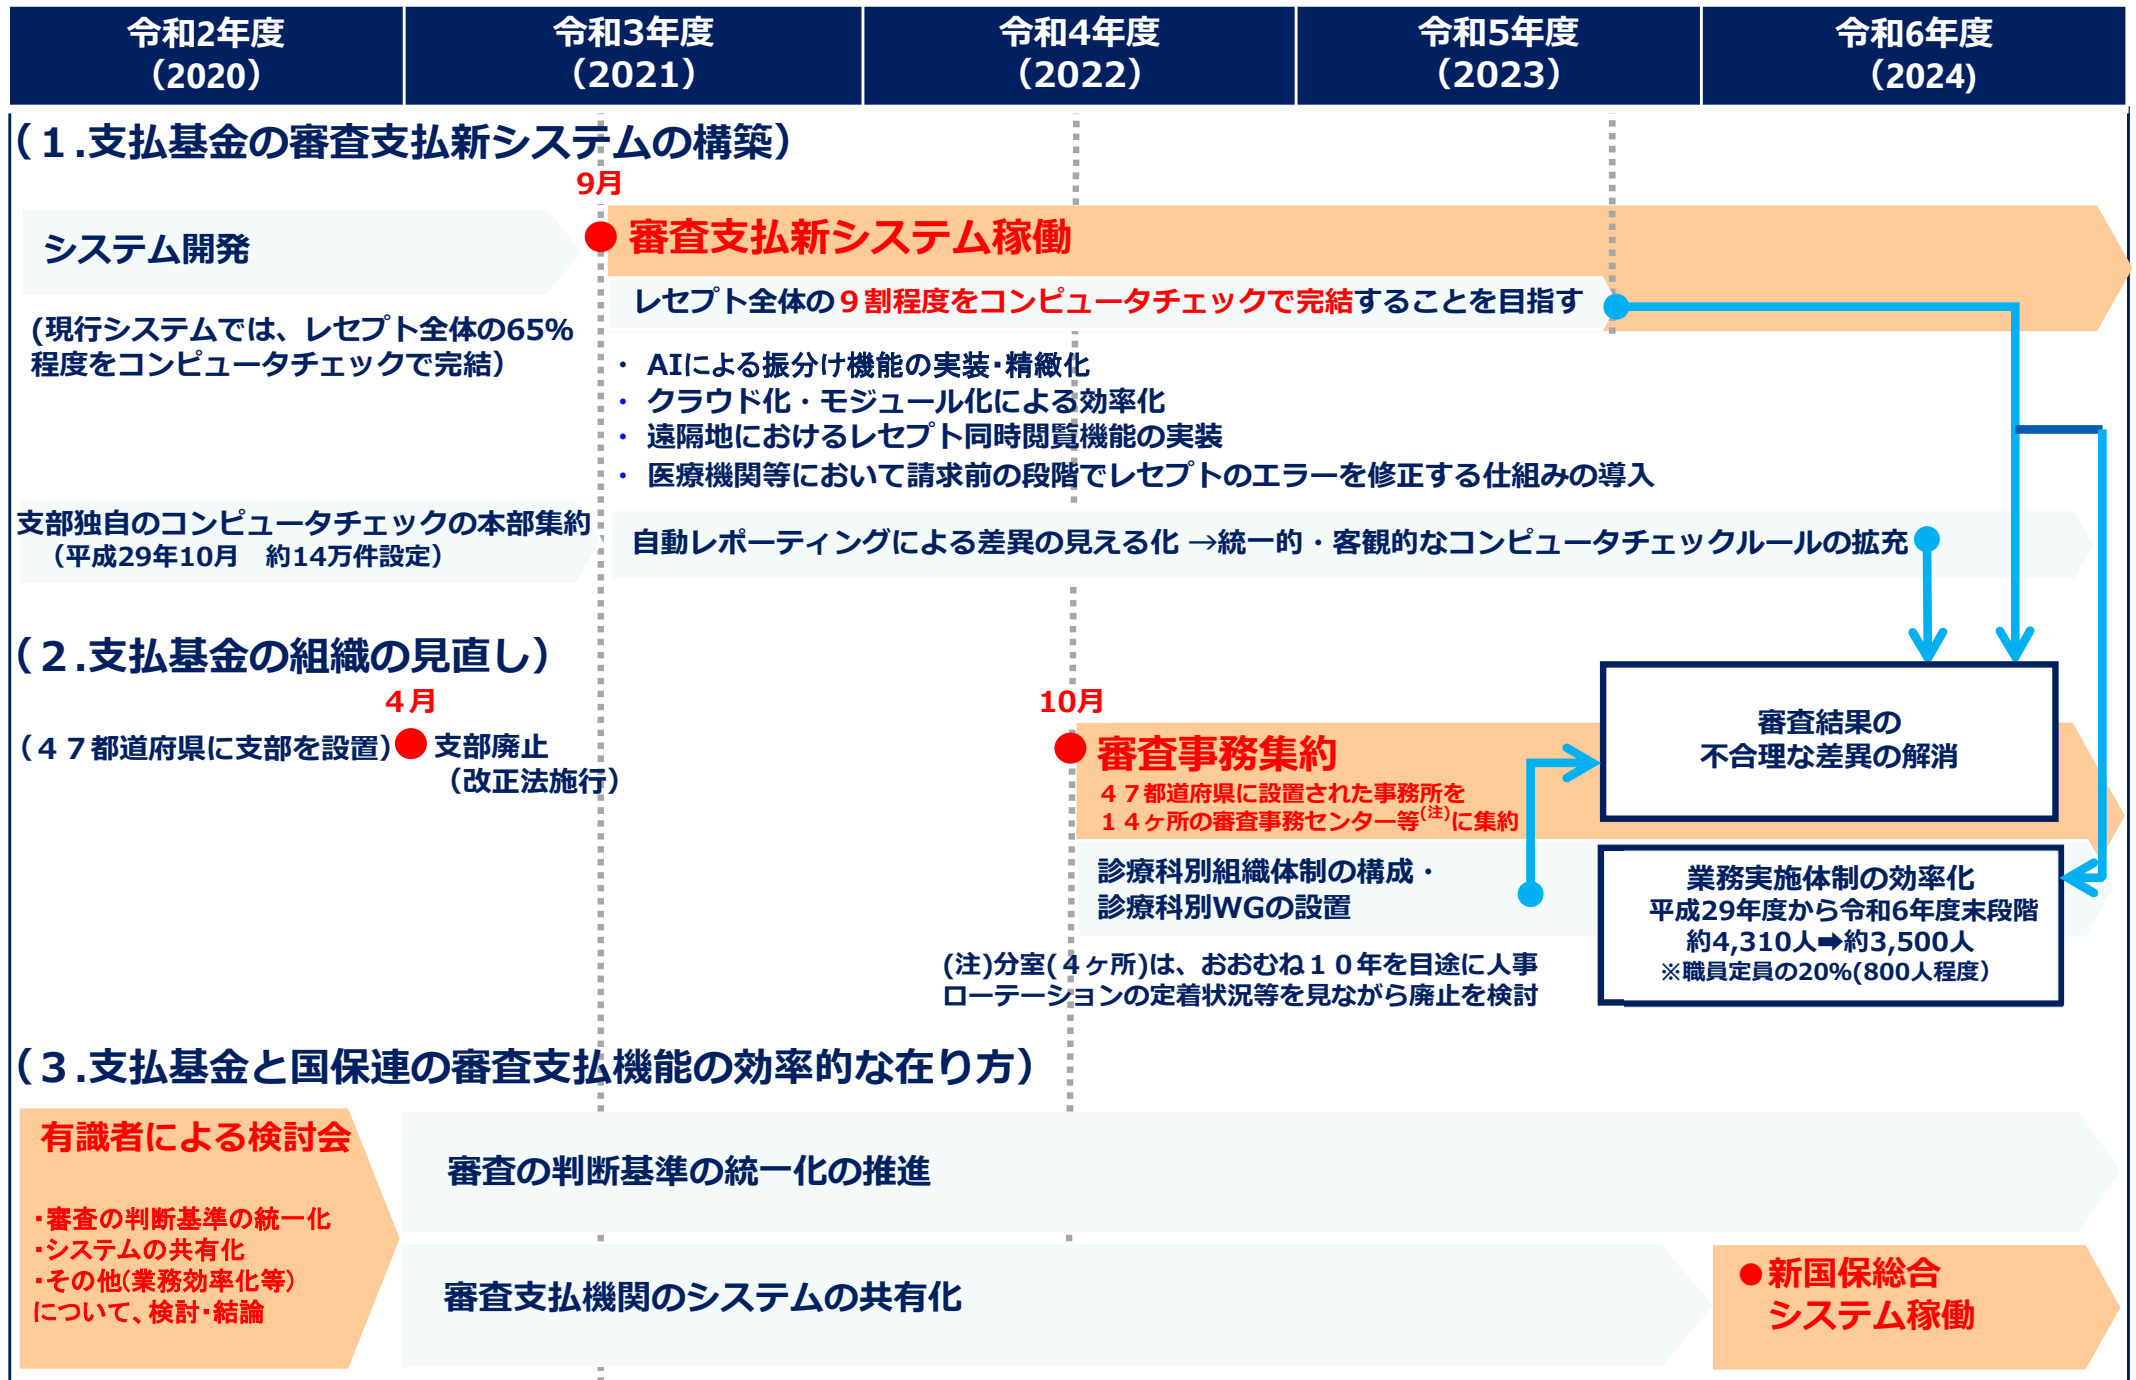 令和2年度
（2020）
令和3年度
（2021）
令和4年度
（2022）
令和5年度
（2023）
令和6年度
（2024)
（１.支払基金の審査支払新システムの構築）
9月
システム開発
審査支払新システム稼働
レセプト全体の９割程度をコンピュータチェックで完結することを目指す
(現行システムでは、レセプト全体の65%
程度をコンピュータチェックで完結）
・ AIによる振分け機能の実装･精緻化
・ クラウド化・モジュール化による効率化
・ 遠隔地におけるレセプト同時閲覧機能の実装
・ 医療機関等において請求前の段階でレセプトのエラーを修正する仕組みの導入
支部独自のコンピュータチェックの本部集約
（平成29年10月　約14万件設定）
自動レポーティングによる差異の見える化 →統一的・客観的なコンピュータチェックルールの拡充
（２.支払基金の組織の見直し）
４月
（４７都道府県に支部を設置）
支部廃止
（改正法施行）
10月
審査事務集約
４７都道府県に設置された事務所を
１４ヶ所の審査事務センター等(注)に集約
診療科別組織体制の構成・
診療科別WGの設置
審査結果の
不合理な差異の解消
業務実施体制の効率化
平成29年度から令和6年度末段階
約4,310人➡約3,500人
※職員定員の20%(800人程度）
(注)分室(４ヶ所)は、おおむね１０年を目途に人事
ローテーションの定着状況等を見ながら廃止を検討
（３.支払基金と国保連の審査支払機能の効率的な在り方）
有識者による検討会
･審査の判断基準の統一化
･システムの共有化
･その他(業務効率化等)
について、検討･結論
審査の判断基準の統一化の推進
審査支払機関のシステムの共有化
●新国保総合
システム稼働